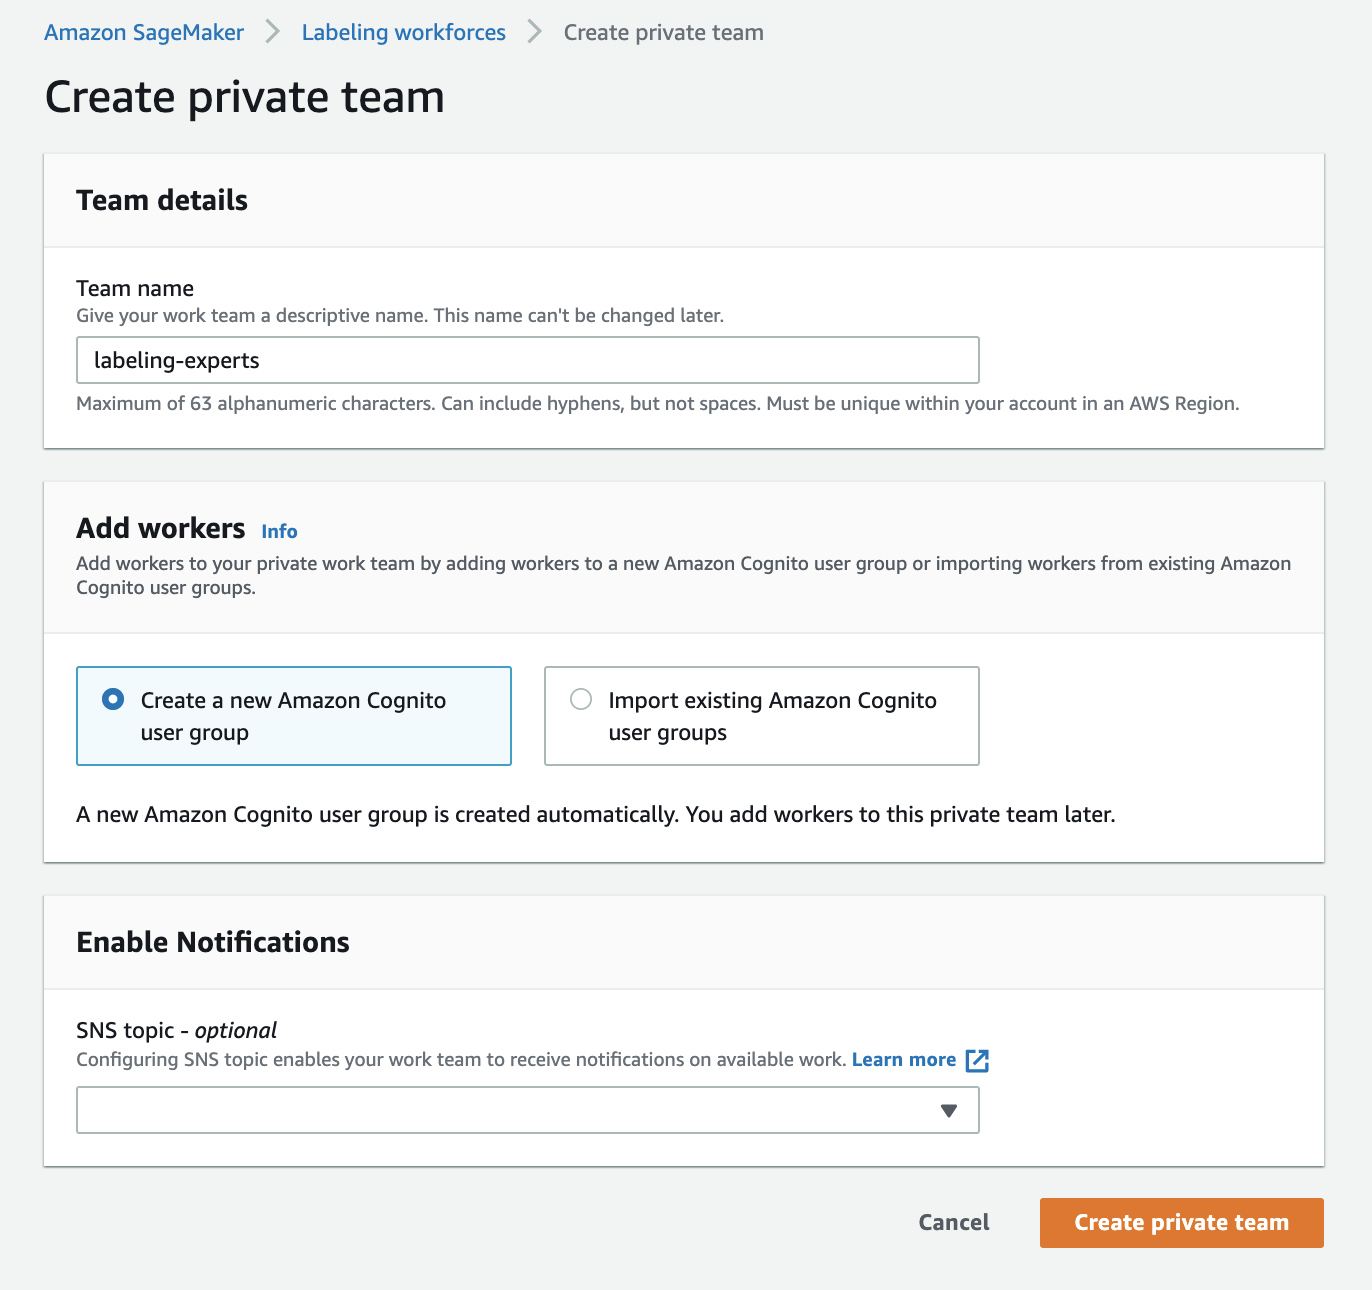 Amazon SageMaker > Labeling workforces > Create private team
Create private team
Team details
Team name
Give your work team a descriptive name. This name can't be changed later.
labeling-experts
Maximum of 63 alphanumeric characters. Can include hyphens, but not spaces. Must be unique within your account in an AWS Region.
Add workers Info
Add workers to your private work team by adding workers to a new Amazon Cognito user group or importing workers from existing Amazon
Cognito user groups.
Create a new Amazon Cognito
user group
Import existing Amazon Cognito
user groups
A new Amazon Cognito user group is created automatically. You add workers to this private team later.
Enable Notifications
SNS topic - optional
Configuring SNS topic enables your work team to receive notifications on available work. Learn more
Cancel
Create private team